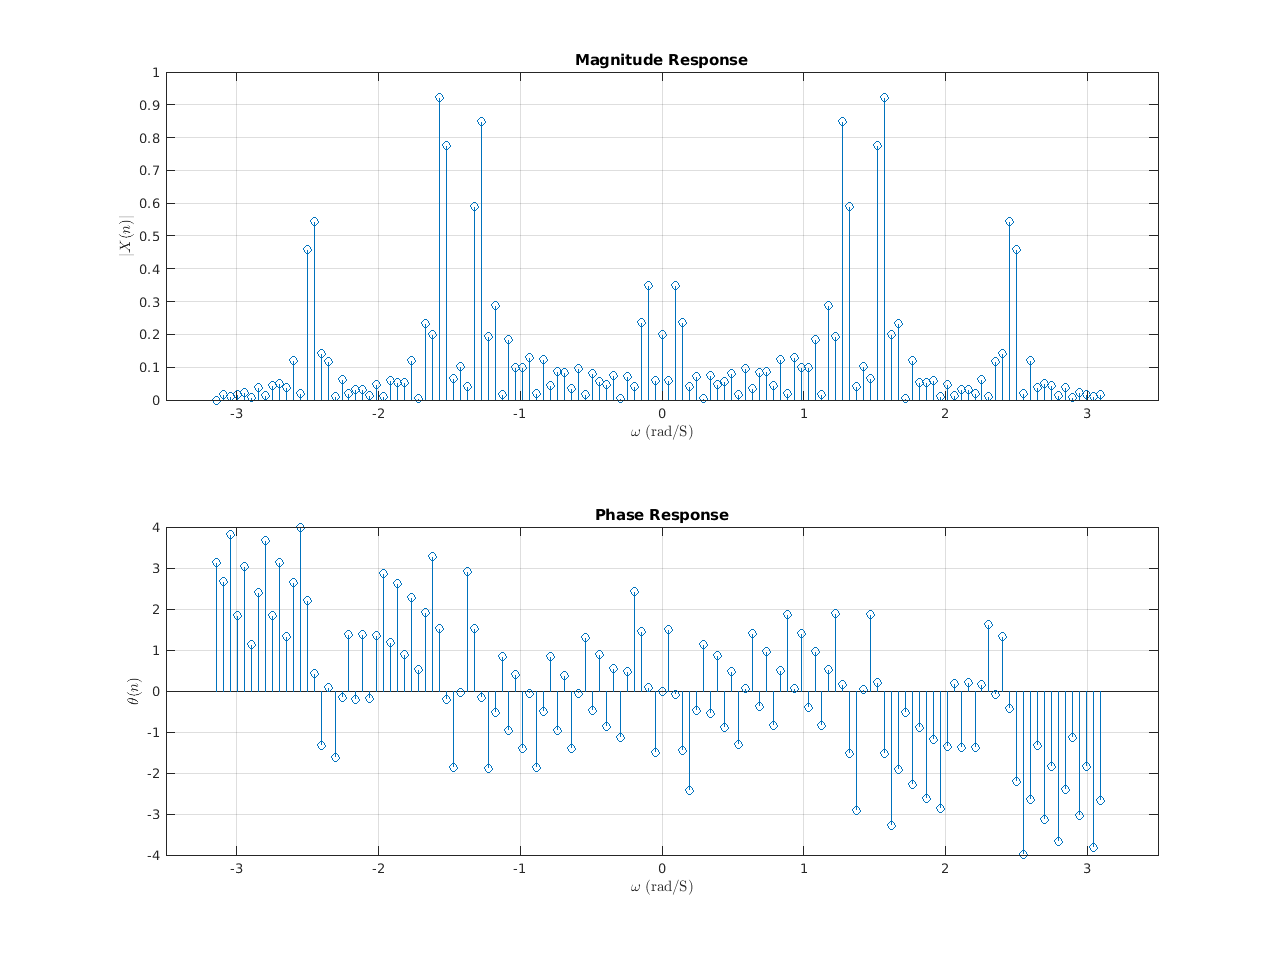 Magnitude Response
1
0.9
0.8
0.7
0.6
0.5
0.4
0.3
0.2
0.1
0
|X(n)|
-3 -2 -1 0 1 2 3
ω (rad/S)
Phase Response
4
3
2
1
0
-1
-2
-3
-4
θ(n)
-3 -2 -1 0 1 2 3
ω (rad/S)